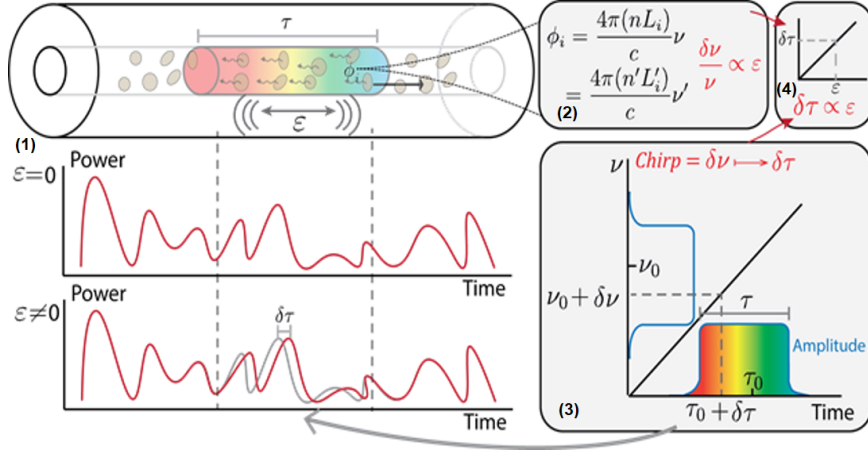 τ
ϕᵢ
ε
(1)
ϕᵢ = 4π(nLᵢ)/c ν
= 4π(n'L'ᵢ)/c ν'
δν/ν ∝ ε
(2)
δτ
ε
(4)
δτ ∝ ε
Power
ε=0
Time
Power
ε≠0
δτ
Time
Chirp = δν ↦ δτ
ν
ν₀
ν₀ + δν
τ
Amplitude
τ₀
τ₀ + δτ
Time
(3)